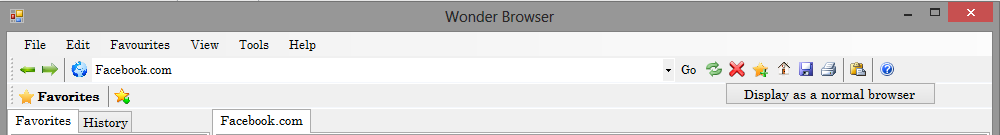 Wonder Browser
File Edit Favourites View Tools Help
Facebook.com Go
Favorites Display as a normal browser
Favorites History Facebook.com